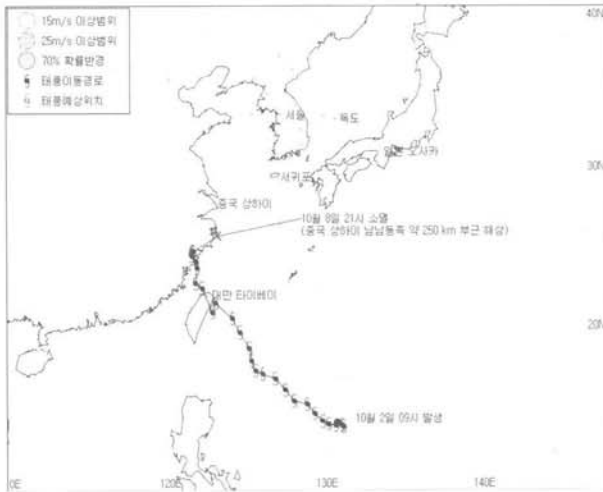 15m/s 이상범위
25m/s 이상범위
70% 확률반경
태풍이동경로
태풍예상위치
40N
서울
독도
일본 오사카
30N
서귀포
중국 상하이
10월 8일 21시 소멸
(중국 상하이 남남동쪽 약 250 km 부근 해상)
대만 타이베이
20N
10월 2일 09시 발생
120E
130E
140E